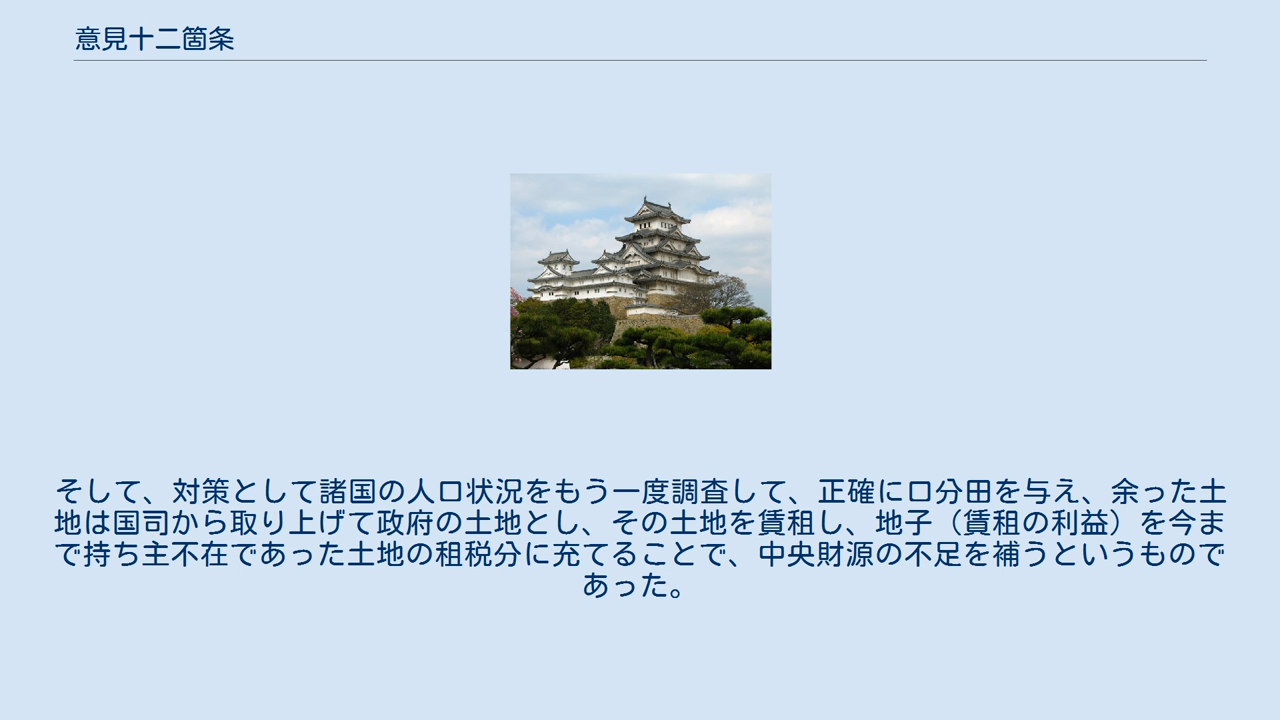 意見十二箇条
そして、対策として諸国の人口状況をもう一度調査して、正確に口分田を与え、余った土
地は国司から取り上げて政府の土地とし、その土地を賃租し、地子（賃租の利益）を今ま
で持ち主不在であった土地の租税分に充てることで、中央財源の不足を補うというもので
あった。